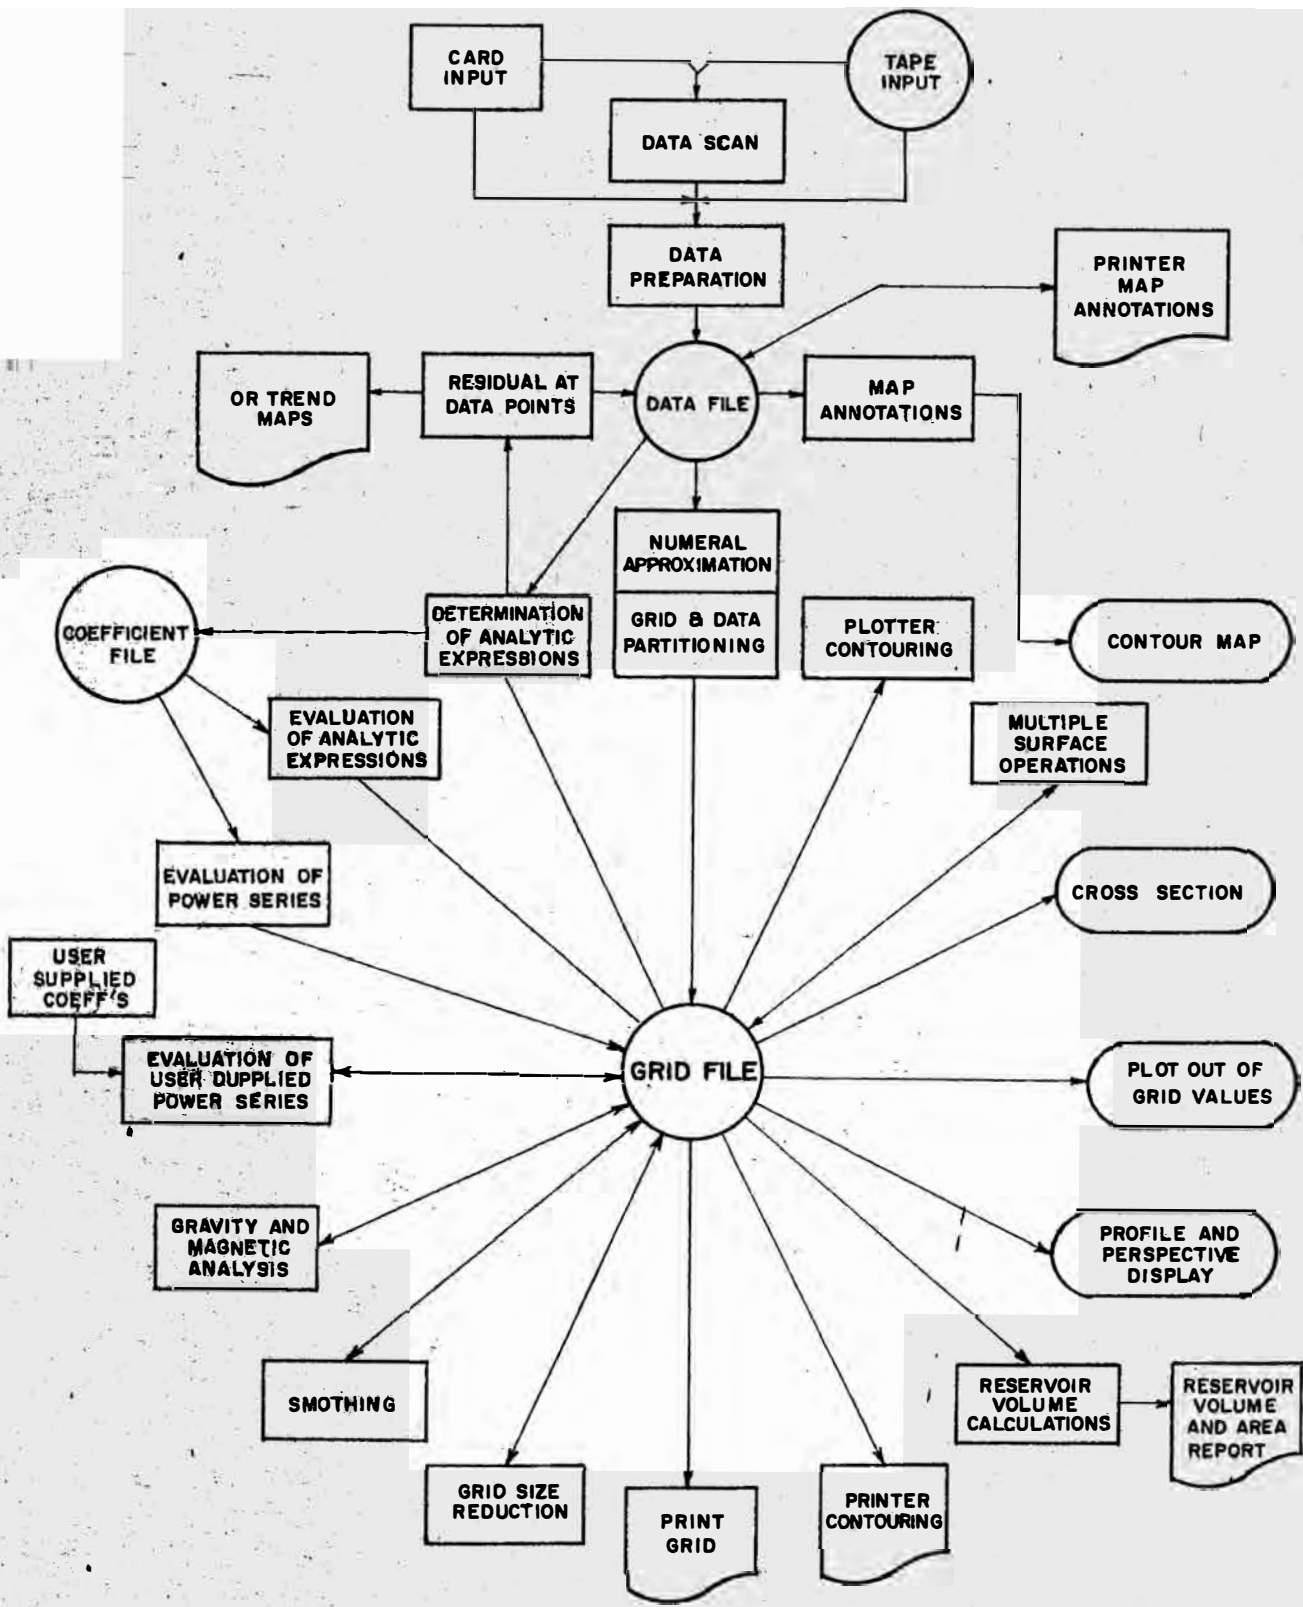 CARD
INPUT
TAPE
INPUT
DATA SCAN
DATA
PREPARATION
PRINTER
MAP
ANNOTATIONS
OR TREND
MAPS
RESIDUAL AT
DATA POINTS
DATA FILE
MAP
ANNOTATIONS
NUMERAL
APPROXIMATION
GRID & DATA
PARTITIONING
COEFFICIENT
FILE
DETERMINATION
OF ANALYTIC
EXPRESSIONS
PLOTTER
CONTOURING
CONTOUR MAP
EVALUATION
OF ANALYTIC
EXPRESSIONS
MULTIPLE
SURFACE
OPERATIONS
EVALUATION OF
POWER SERIES
CROSS SECTION
USER
SUPPLIED
COEFF'S
EVALUATION OF
USER DUPPLIED
POWER SERIES
GRID FILE
PLOT OUT OF
GRID VALUES
GRAVITY AND
MAGNETIC
ANALYSIS
PROFILE AND
PERSPECTIVE
DISPLAY
SMOTHING
RESERVOIR
VOLUME
CALCULATIONS
RESERVOIR
VOLUME
AND AREA
REPORT
GRID SIZE
REDUCTION
PRINT
GRID
PRINTER
CONTOURING